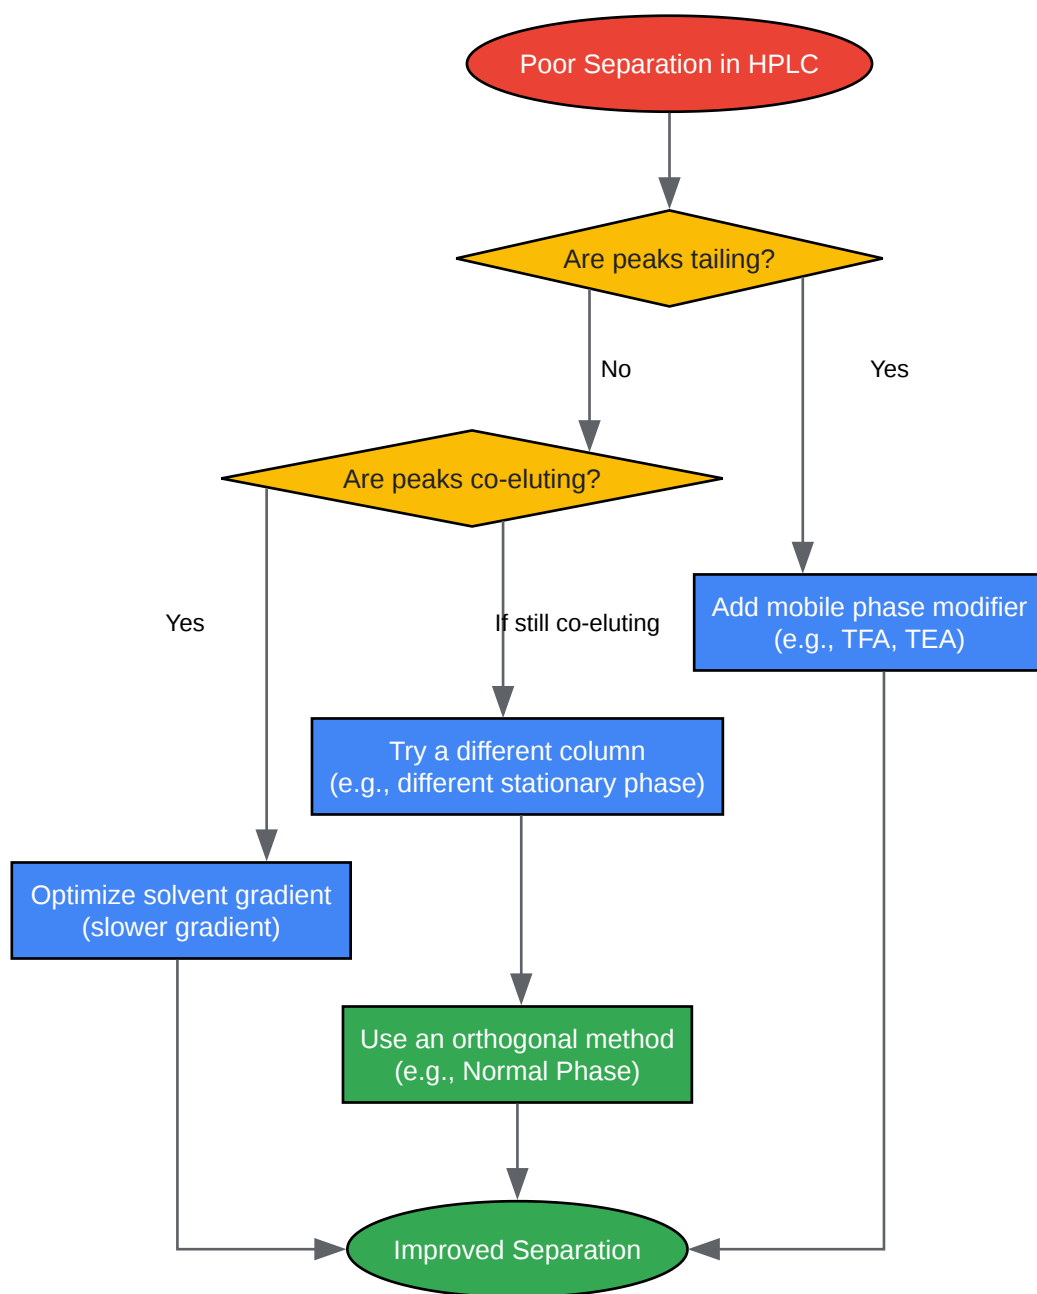 Poor Separation in HPLC
Are peaks tailing?
No
Yes
Are peaks co-eluting?
Yes
If still co-eluting
Add mobile phase modifier
(e.g., TFA, TEA)
Try a different column
(e.g., different stationary phase)
Optimize solvent gradient
(slower gradient)
Use an orthogonal method
(e.g., Normal Phase)
Improved Separation